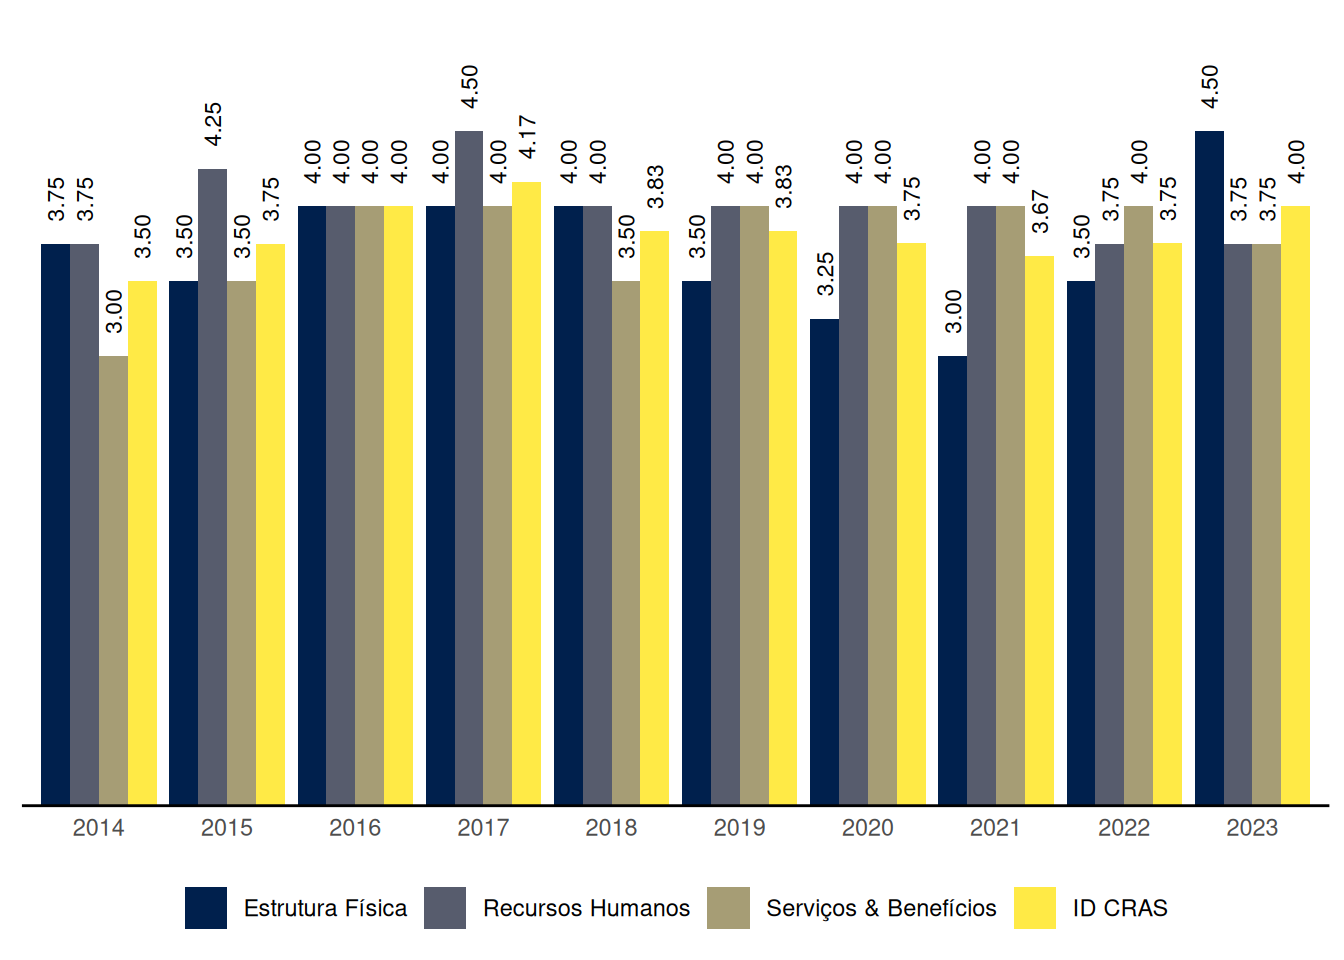 3.75 3.75 3.00 3.50
3.50 4.25 3.50 3.75
4.00 4.00 4.00 4.00
4.00 4.50 4.00 4.17
4.00 4.00 3.50 3.83
3.50 4.00 4.00 3.83
3.25 4.00 4.00 3.75
3.00 4.00 4.00 3.67
3.50 3.75 4.00 3.75
4.50 3.75 3.75 4.00
2014 2015 2016 2017 2018 2019 2020 2021 2022 2023
Estrutura Física Recursos Humanos Serviços & Benefícios ID CRAS